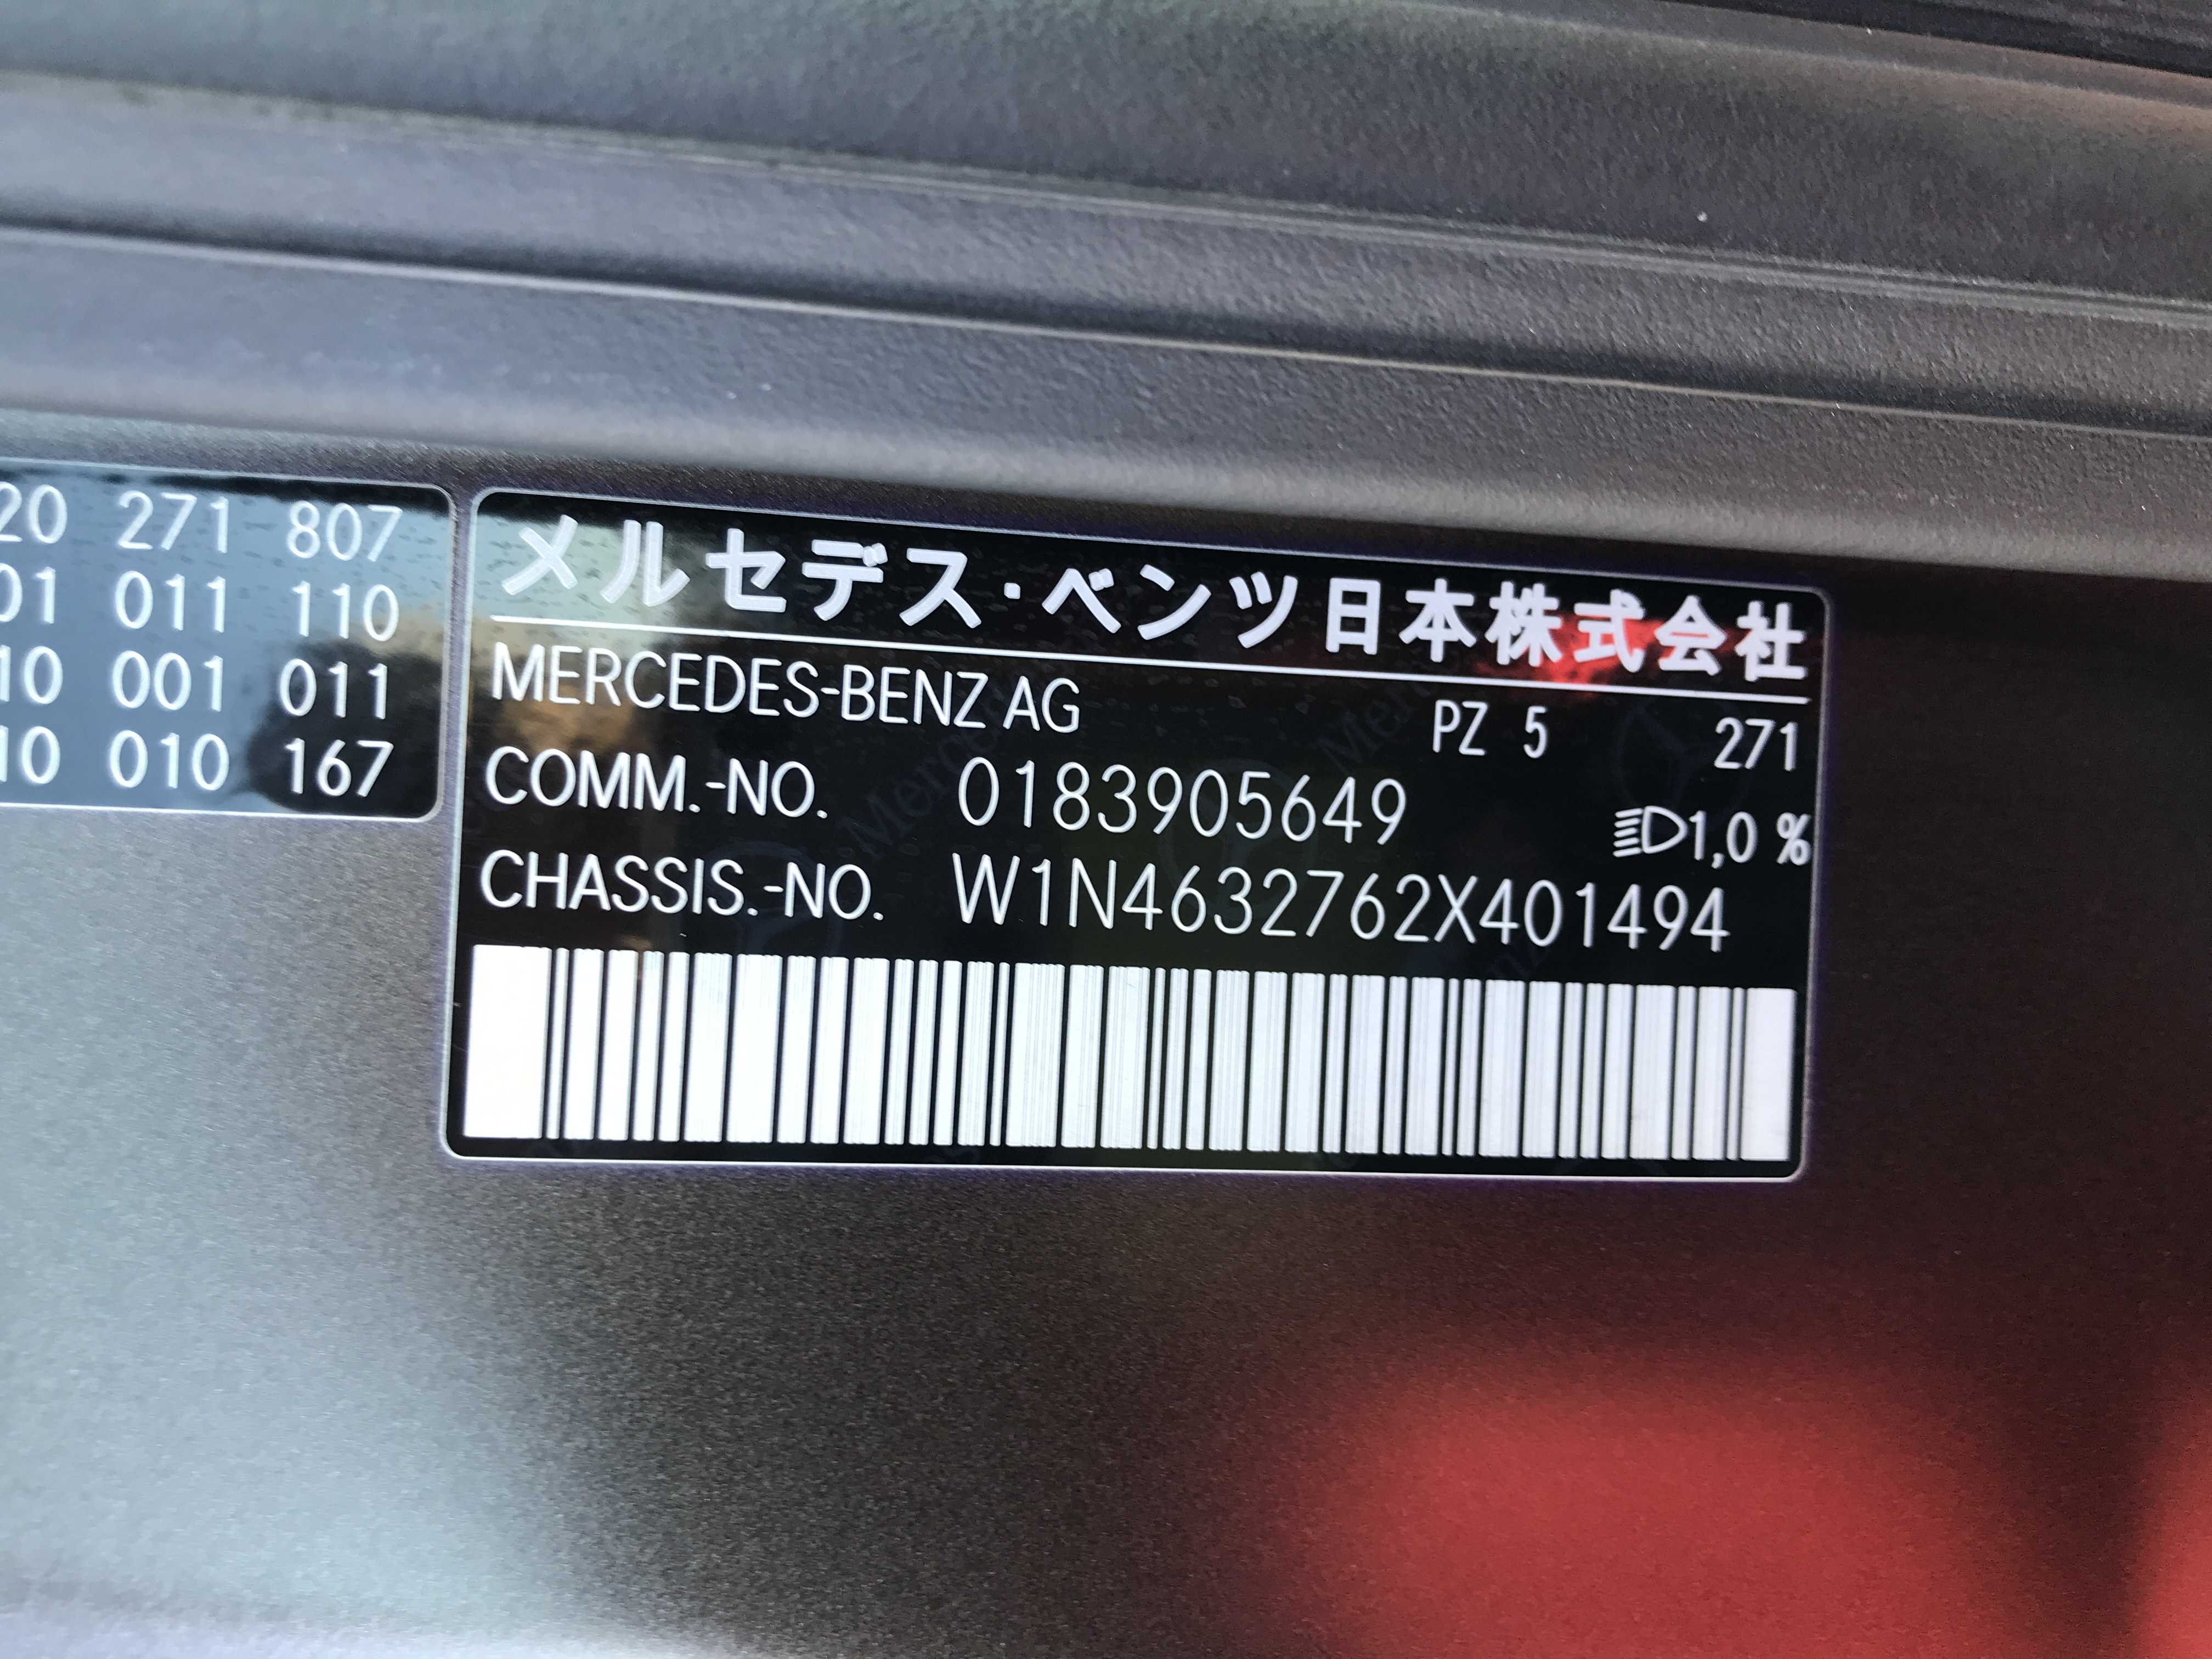 20 271 807
01 011 110
10 001 011
10 010 167
メルセデス・ベンツ日本株式会社
MERCEDES-BENZ AG PZ 5 271
COMM.-NO. 0183905649 1,0 %
CHASSIS.-NO. W1N4632762X401494